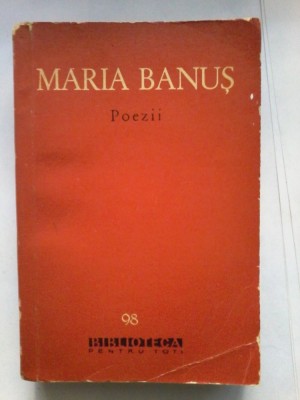 MARIA BANUŞ
Poezii
98
BIBLIOTECA
PENTRU TOŢI